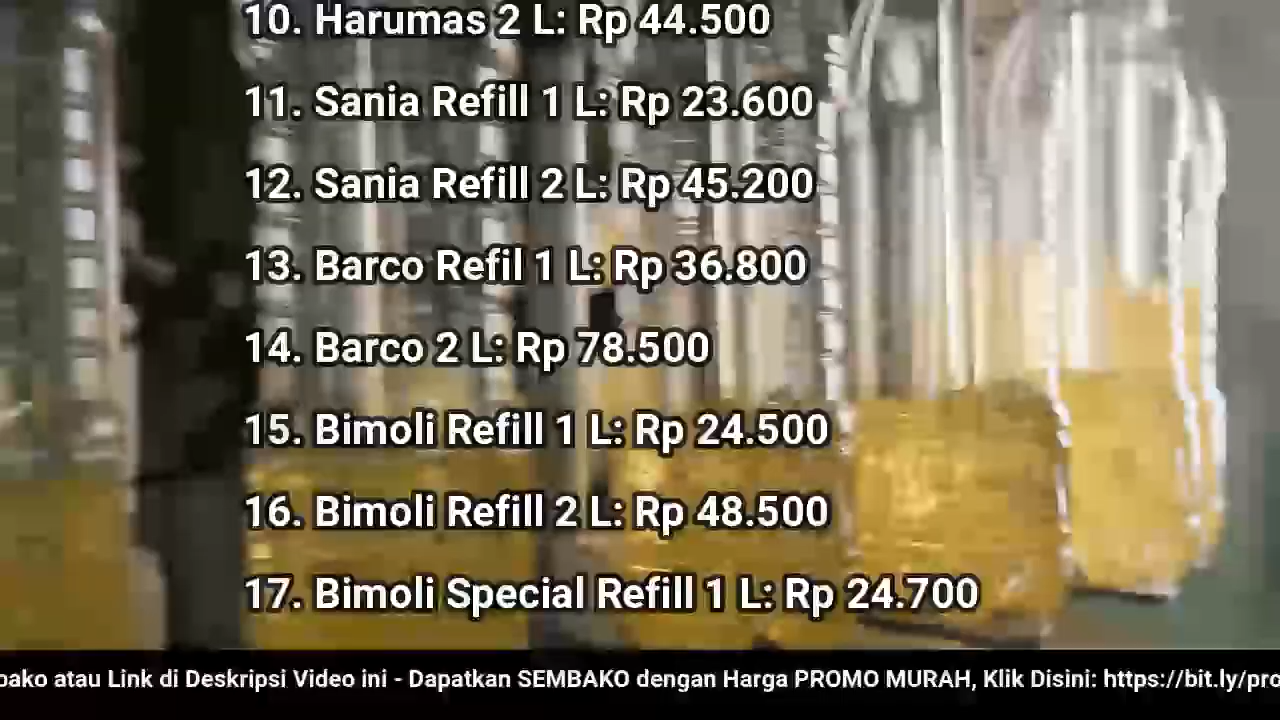 10. Harumas 2 L: Rp 44.500
11. Sania Refill 1 L: Rp 23.600
12. Sania Refill 2 L: Rp 45.200
13. Barco Refil 1 L: Rp 36.800
14. Barco 2 L: Rp 78.500
15. Bimoli Refill 1 L: Rp 24.500
16. Bimoli Refill 2 L: Rp 48.500
17. Bimoli Special Refill 1 L: Rp 24.700
bako atau Link di Deskripsi Video ini - Dapatkan SEMBAKO dengan Harga PROMO MURAH, Klik Disini: https://bit.ly/pro